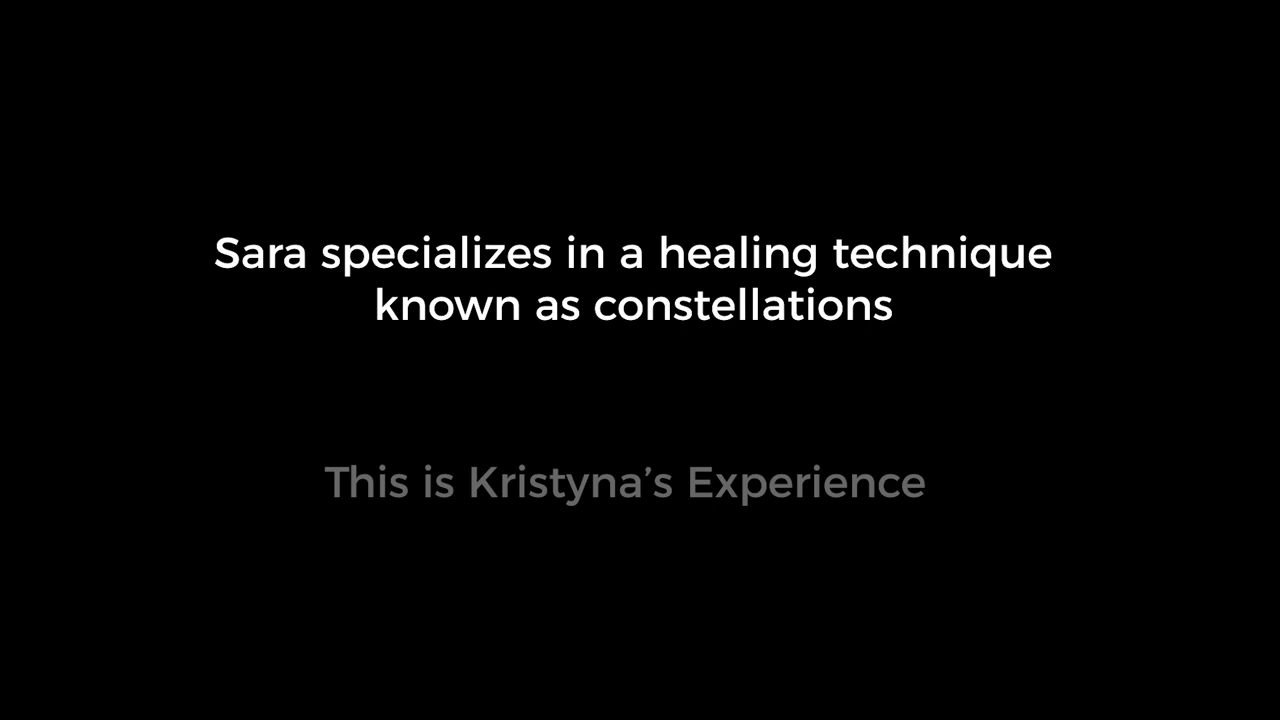 Sara specializes in a healing technique
known as constellations
This is Kristyna’s Experience